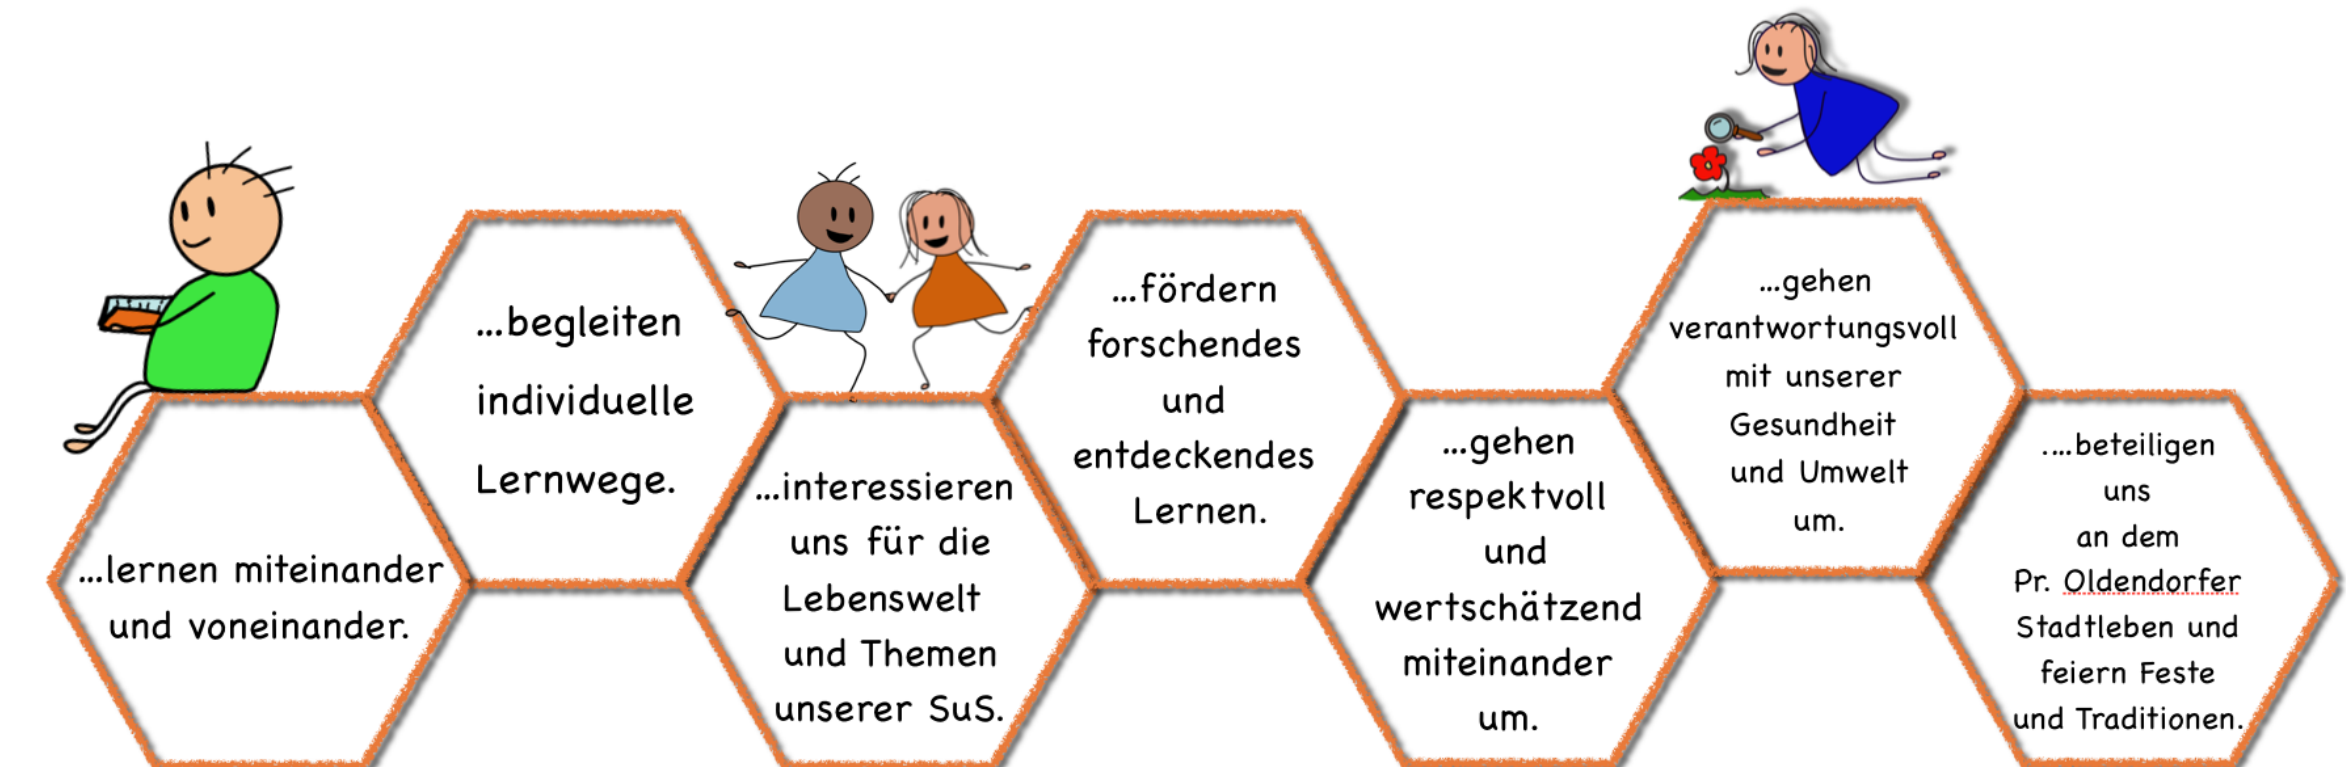 ...lernen miteinander
und voneinander.
...begleiten
individuelle
Lernwege.
...interessieren
uns für die
Lebenswelt
und Themen
unserer SuS.
...fördern
forschendes
und
entdeckendes
Lernen.
...gehen
respektvoll
und
wertschätzend
miteinander
um.
...gehen
verantwortungsvoll
mit unserer
Gesundheit
und Umwelt
um.
....beteiligen
uns
an dem
Pr. Oldendorfer
Stadtleben und
feiern Feste
und Traditionen.